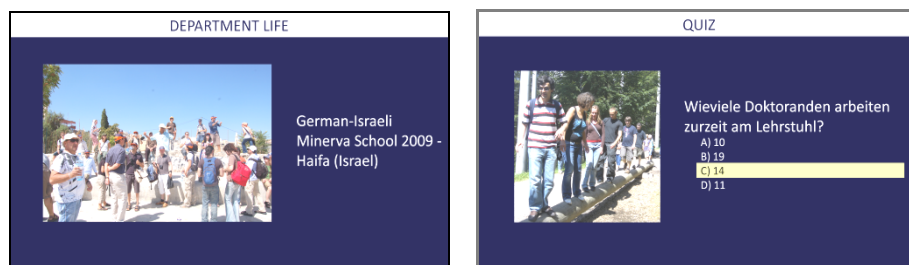 DEPARTMENT LIFE
German-Israeli
Minerva School 2009 -
Haifa (Israel)
QUIZ
Wieviele Doktoranden arbeiten
zurzeit am Lehrstuhl?
A) 10
B) 19
C) 14
D) 11